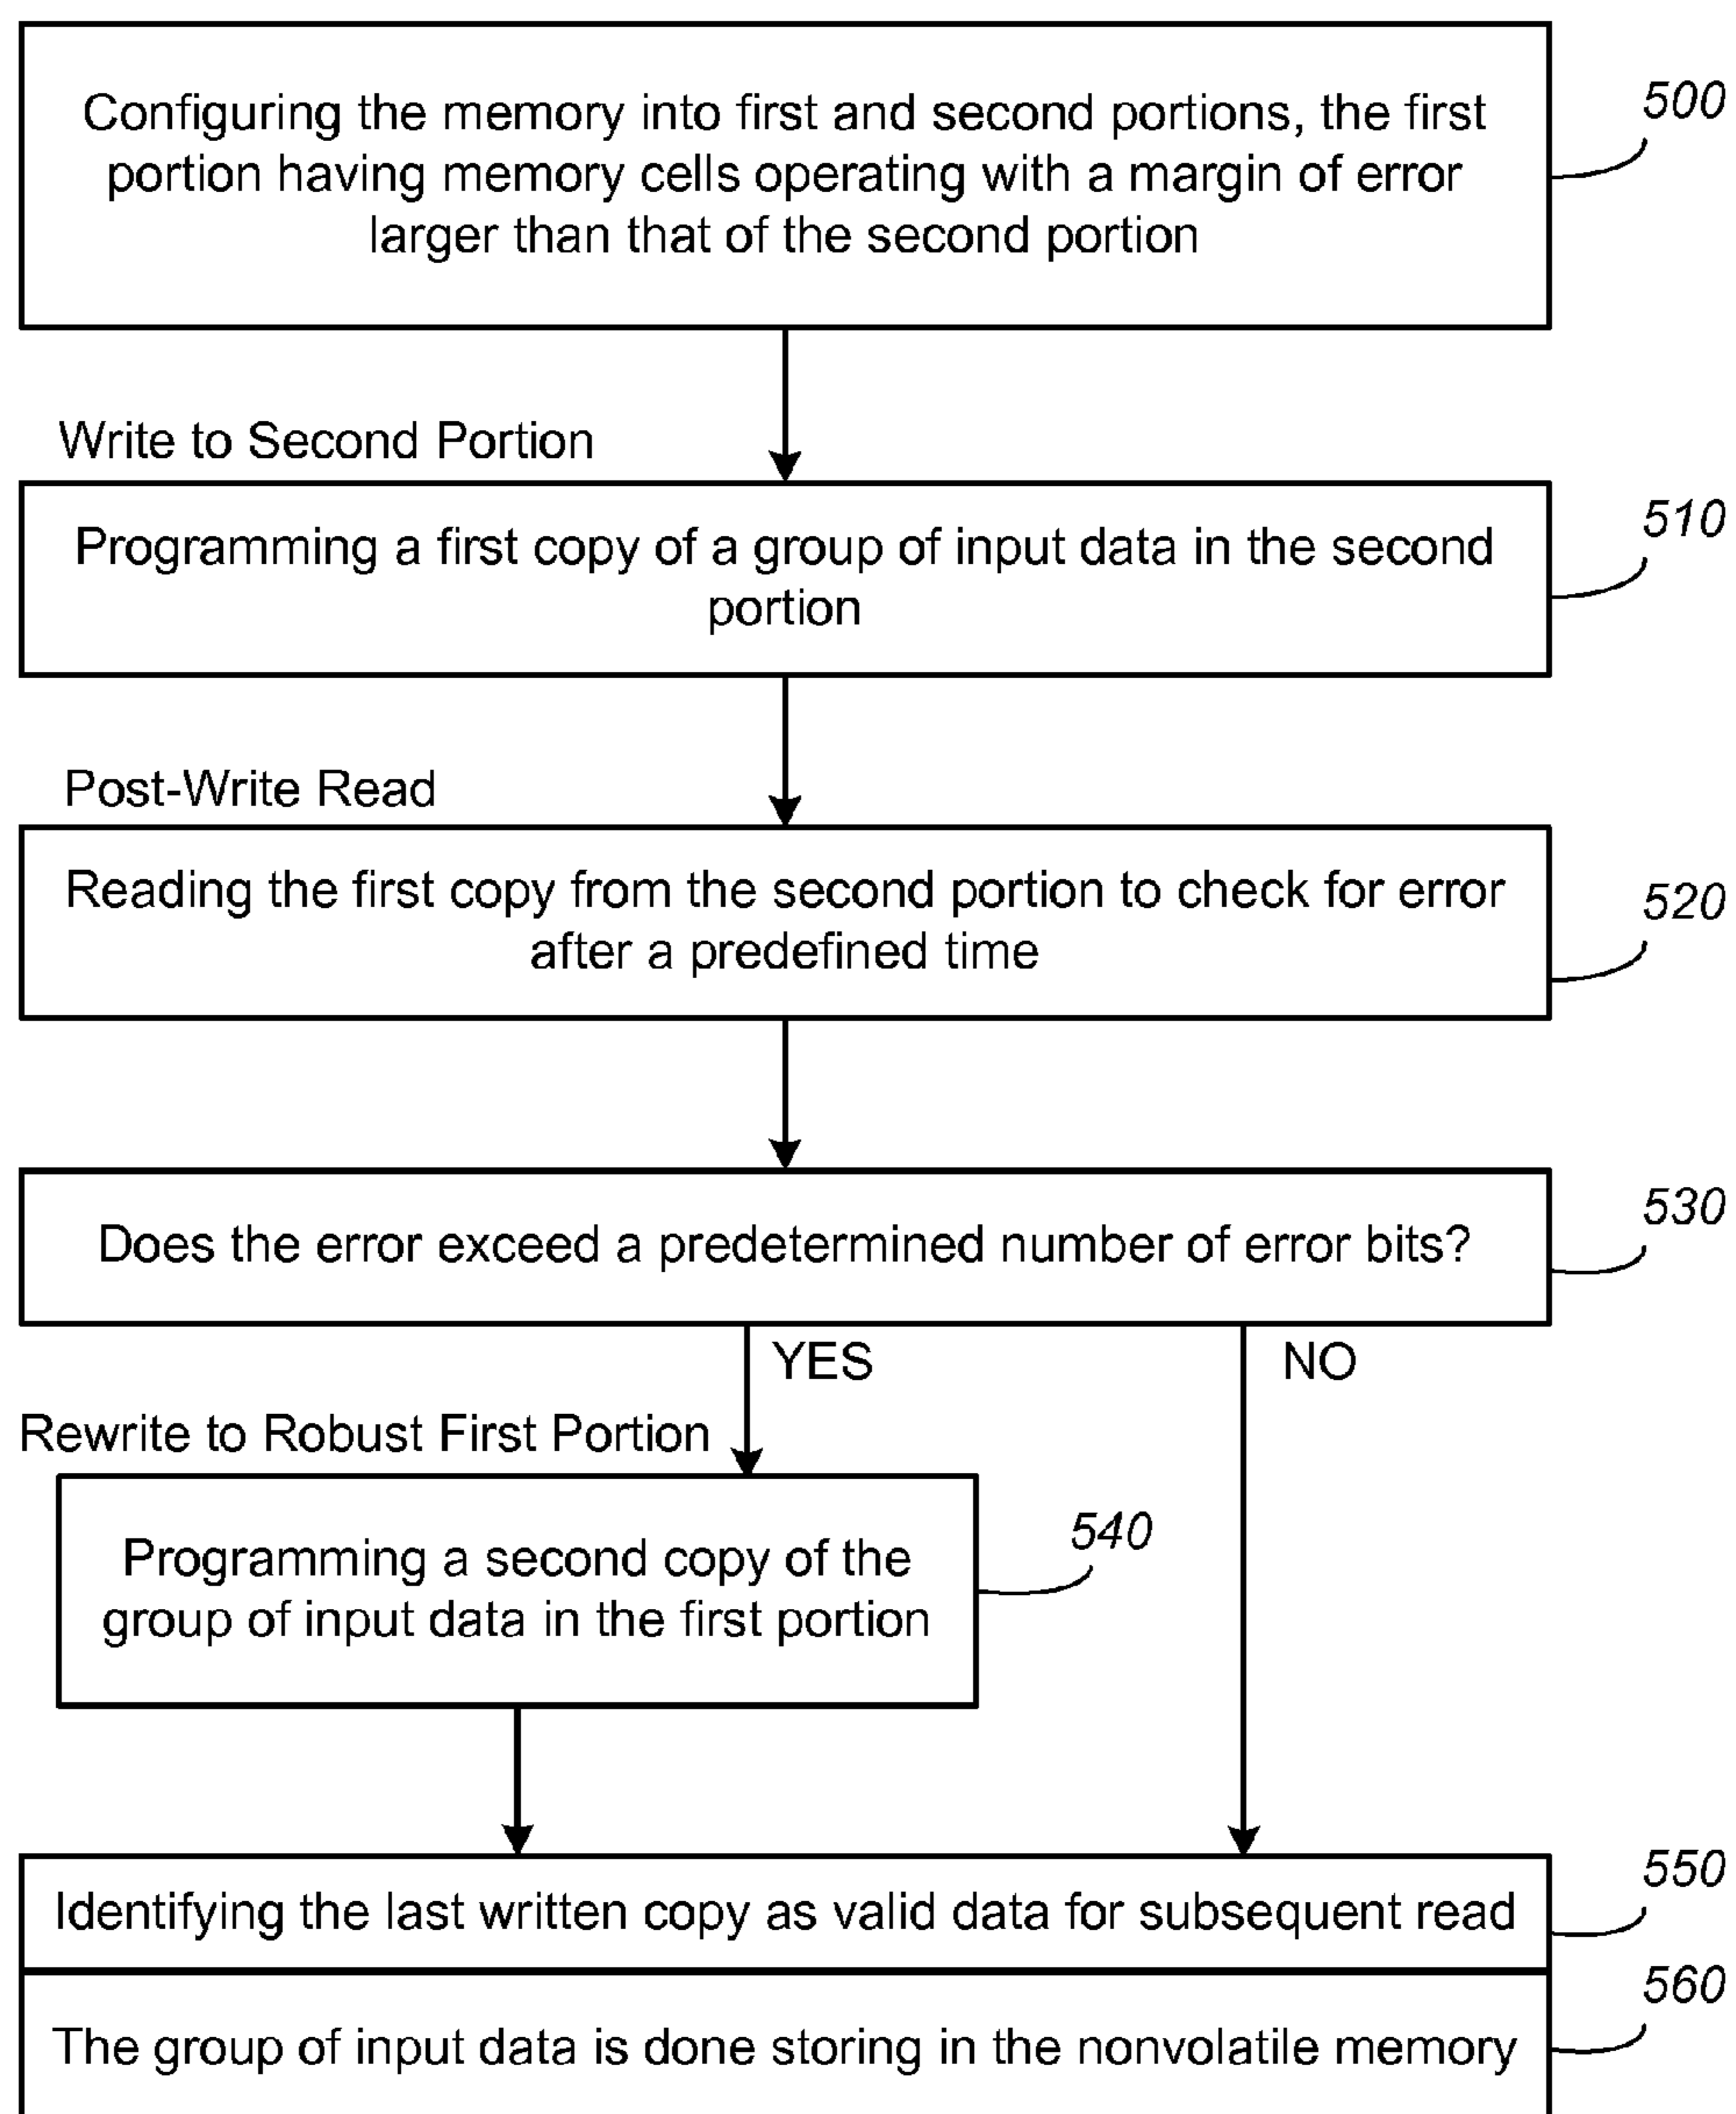 Configuring the memory into first and second portions, the first
portion having memory cells operating with a margin of error
larger than that of the second portion
500
Write to Second Portion
Programming a first copy of a group of input data in the second
portion
510
Post-Write Read
Reading the first copy from the second portion to check for error
after a predefined time
520
Does the error exceed a predetermined number of error bits?
530
YES
NO
Rewrite to Robust First Portion
Programming a second copy of the
group of input data in the first portion
540
Identifying the last written copy as valid data for subsequent read
550
The group of input data is done storing in the nonvolatile memory
560